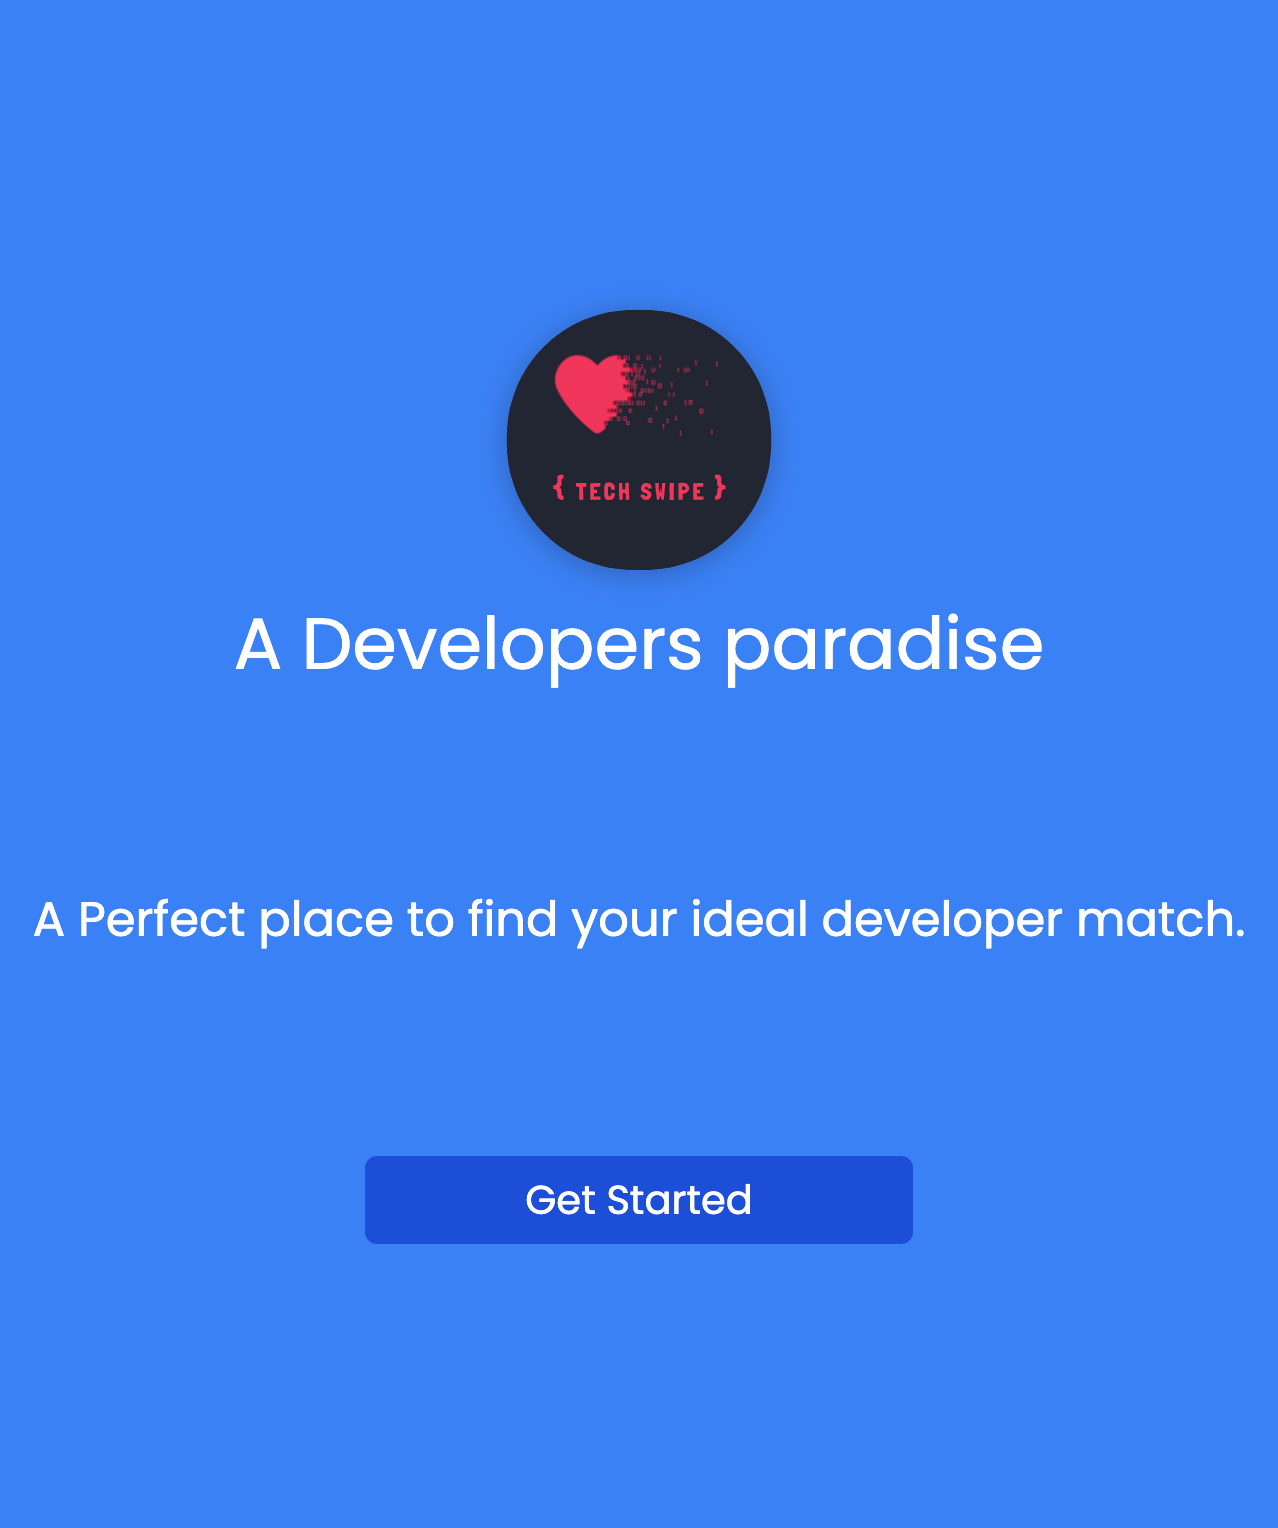 { TECH SWIPE }
A Developers paradise
A Perfect place to find your ideal developer match.
Get Started